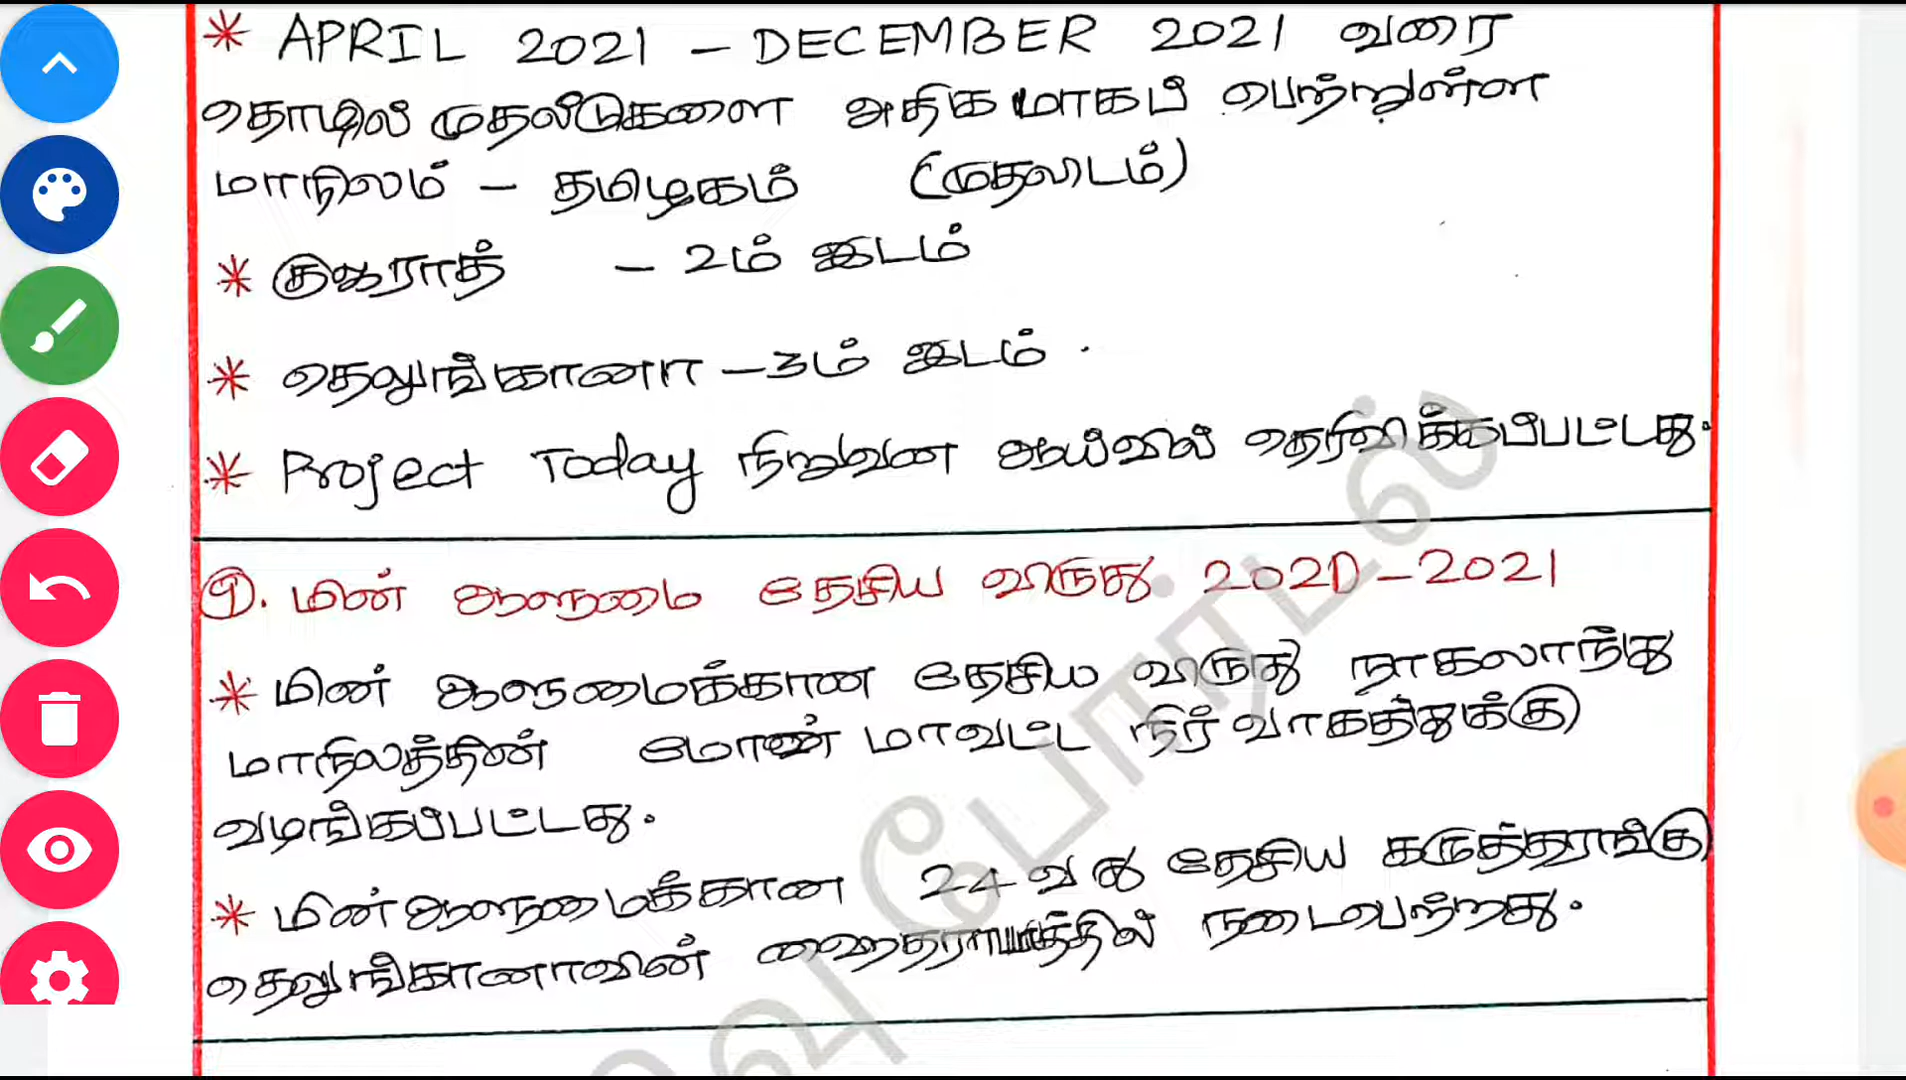 * APRIL 2021 - DECEMBER 2021 வரை
தொழில் முதலீடுகளை அதிகமாகப் பெற்றுள்ள
மாநிலம் - தமிழகம் (முதலிடம்)
* குஜராத் - 2ம் இடம்
* தெலுங்கானா - 3ம் இடம்.
* Project Today நிறுவன ஆய்வில் தெரிவிக்கப்பட்டது.
9. மின் ஆளுமை தேசிய விருது 2020-2021
* மின் ஆளுமைக்கான தேசிய விருது நாகலாந்து
மாநிலத்தின் மோன் மாவட்ட நிர்வாகத்துக்கு
வழங்கப்பட்டது.
* மின்ஆளுமைக்கான 24வது தேசிய கருத்தரங்கு
தெலுங்கானாவின் ஹைதராபாத்தில் நடைபெற்றது.
போர்டல்